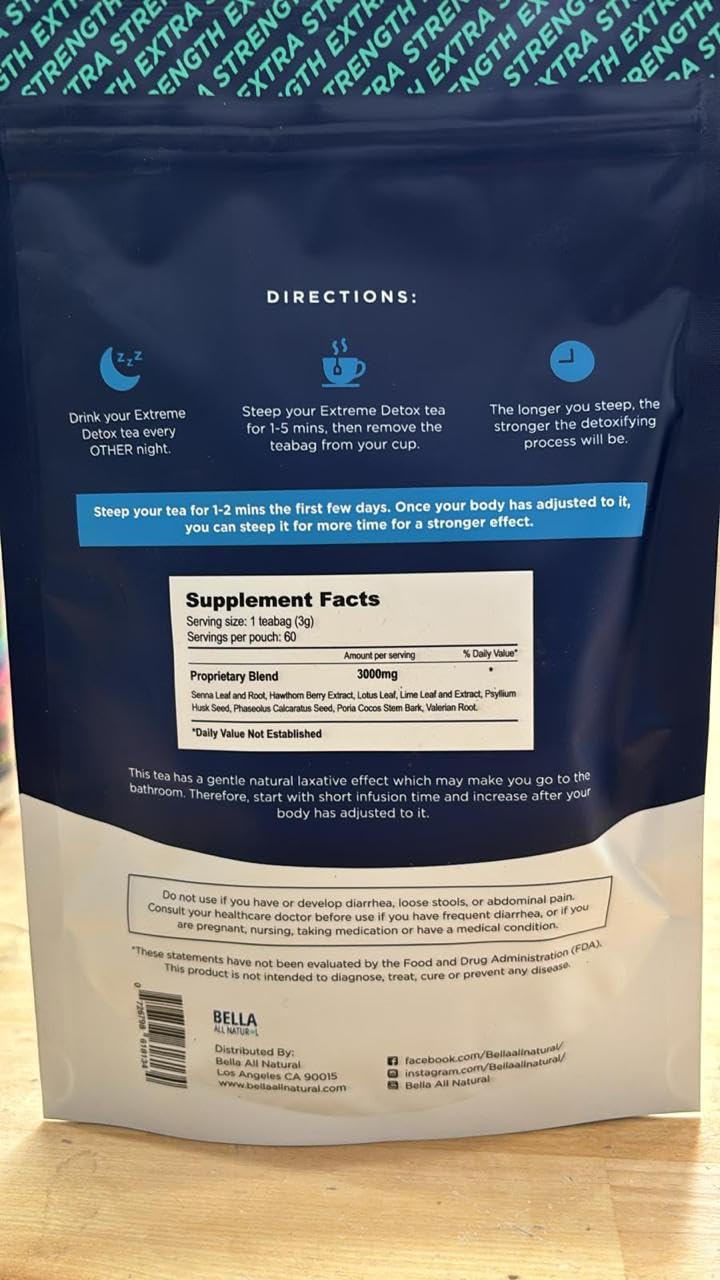 STRENGTH EXTRA STRENGTH EXTRA STRENGTH EXTRA STRENGTH EXTRA
DIRECTIONS:
zzz
Drink your Extreme
Detox tea every
OTHER night.
Steep your Extreme Detox tea
for 1-5 mins, then remove the
teabag from your cup.
The longer you steep, the
stronger the detoxifying
process will be.
Steep your tea for 1-2 mins the first few days. Once your body has adjusted to it,
you can steep it for more time for a stronger effect.
Supplement Facts
Serving size: 1 teabag (3g)
Servings per pouch: 60
Amount per serving % Daily Value*
Proprietary Blend 3000mg *
Senna Leaf and Root, Hawthorn Berry Extract, Lotus Leaf, Lime Leaf and Extract, Psyllium
Husk Seed, Phaseolus Calcaratus Seed, Poria Cocos Stem Bark, Valerian Root.
*Daily Value Not Established
This tea has a gentle natural laxative effect which may make you go to the
bathroom. Therefore, start with short infusion time and increase after your
body has adjusted to it.
Do not use if you have or develop diarrhea, loose stools, or abdominal pain.
Consult your healthcare doctor before use if you have frequent diarrhea, or if you
are pregnant, nursing, taking medication or have a medical condition.
*These statements have not been evaluated by the Food and Drug Administration (FDA).
This product is not intended to diagnose, treat, cure or prevent any disease.
BELLA
ALL NATURAL
Distributed By:
Bella All Natural
Los Angeles CA 90015
www.bellaallnatural.com
facebook.com/Bellaallnatural/
instagram.com/Bellaallnatural/
Bella All Natural